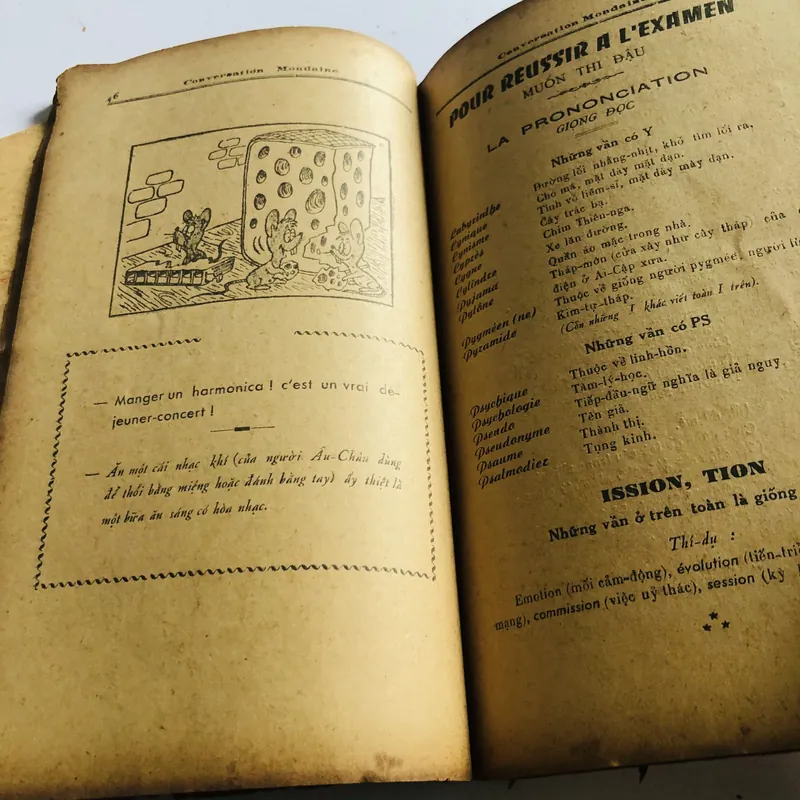 46
Conversation Mondaine
— Manger un harmonica ! c'est un vrai dé-
jeuner-concert !
— Ăn một cái nhạc khí (của người Âu-Châu dùng
để thổi bằng miệng hoặc đánh bằng tay) ấy thiệt là
một bữa ăn sáng có hòa nhạc.
Conversation Mondaine
POUR REUSSIR A L'EXAMEN
MUỐN THI ĐẬU
LA PRONONCIATION
GIỌNG ĐỌC
Những vần có Y
Labyrinthe Đường lối nhằng-nhịt, khó tìm lối ra,
Cynique Chó má, mặt dày mặt dạn.
Cynisme Tính vô liêm-sỉ, mặt dày mày dạn.
Cyprès Cây trắc bạ.
Cygne Chim Thiên-nga.
Cylindre Xe lăn đường.
Pyjama Quần áo mặc trong nhà.
Pylône Tháp-môn (cửa xây như cây tháp) của
điện ở Ai-Cập xưa.
Pygméen (ne) Thuộc về giống người pygmée, người
Pyramide Kim-tự-tháp.
(Còn những I khác viết toàn I trên).
Những vần có PS
Psychique Thuộc về linh-hồn.
Psychologie Tâm-lý-học.
Pseudo Tiếp-đầu-ngữ nghĩa là giả nguy.
Pseudonyme Tên giả.
Psaume Thánh thi.
Psalmodier Tụng kinh.
ISSION, TION
Những vần ở trên toàn là giống
Thí-dụ :
Emotion (mối cảm-động), évolution (tiến-
mạng), commission (việc uỷ thác), session (kỳ